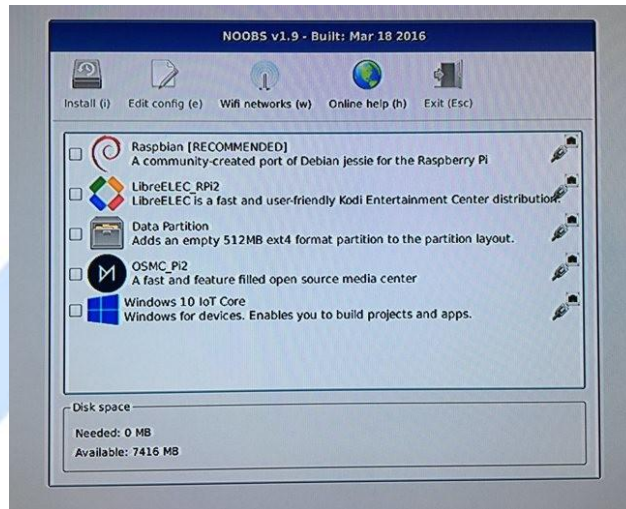 NOOBS v1.9 - Built: Mar 18 2016
Install (i) Edit config (e) Wifi networks (w) Online help (h) Exit (Esc)
Raspbian [RECOMMENDED]
A community-created port of Debian jessie for the Raspberry Pi
LibreELEC_RPi2
LibreELEC is a fast and user-friendly Kodi Entertainment Center distribution.
Data Partition
Adds an empty 512MB ext4 format partition to the partition layout.
OSMC_Pi2
A fast and feature filled open source media center
Windows 10 IoT Core
Windows for devices. Enables you to build projects and apps.
Disk space
Needed: 0 MB
Available: 7416 MB